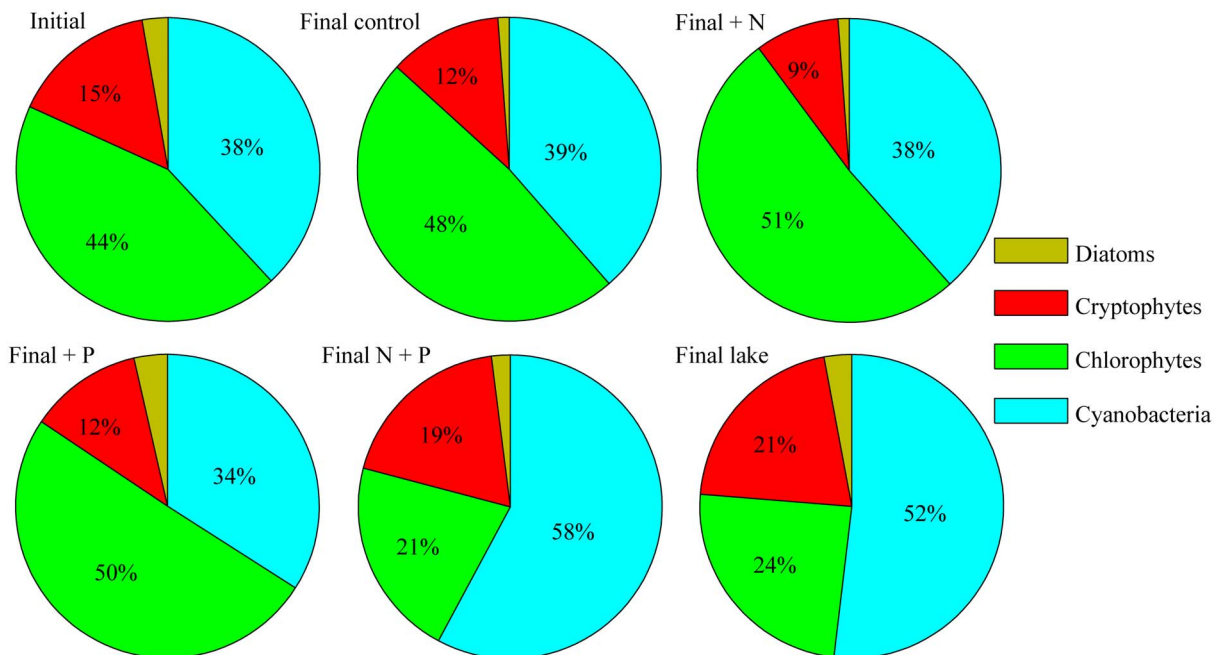 Initial
15%
38%
44%
Final control
12%
39%
48%
Final + N
9%
38%
51%
Diatoms
Cryptophytes
Chlorophytes
Cyanobacteria
Final + P
12%
34%
50%
Final N + P
19%
21%
58%
Final lake
21%
52%
24%